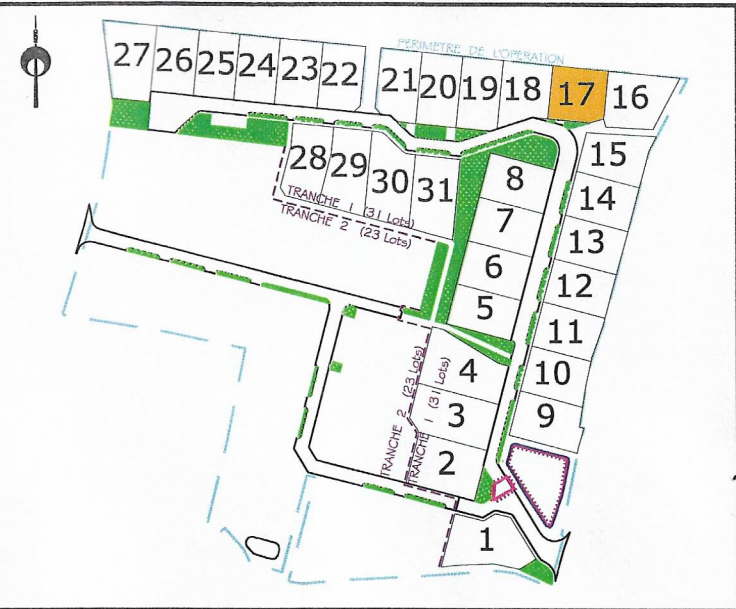 PERIMETRE DE L'OPERATION
27 26 25 24 23 22 21 20 19 18 17 16
28 29 30 31
15
14
13
12
11
10
9
8
7
6
5
4
3
2
1
TRANCHE 1 (31 Lots)
TRANCHE 2 (23 Lots)
TRANCHE 2 (23 Lots)
TRANCHE 1 (31 Lots)